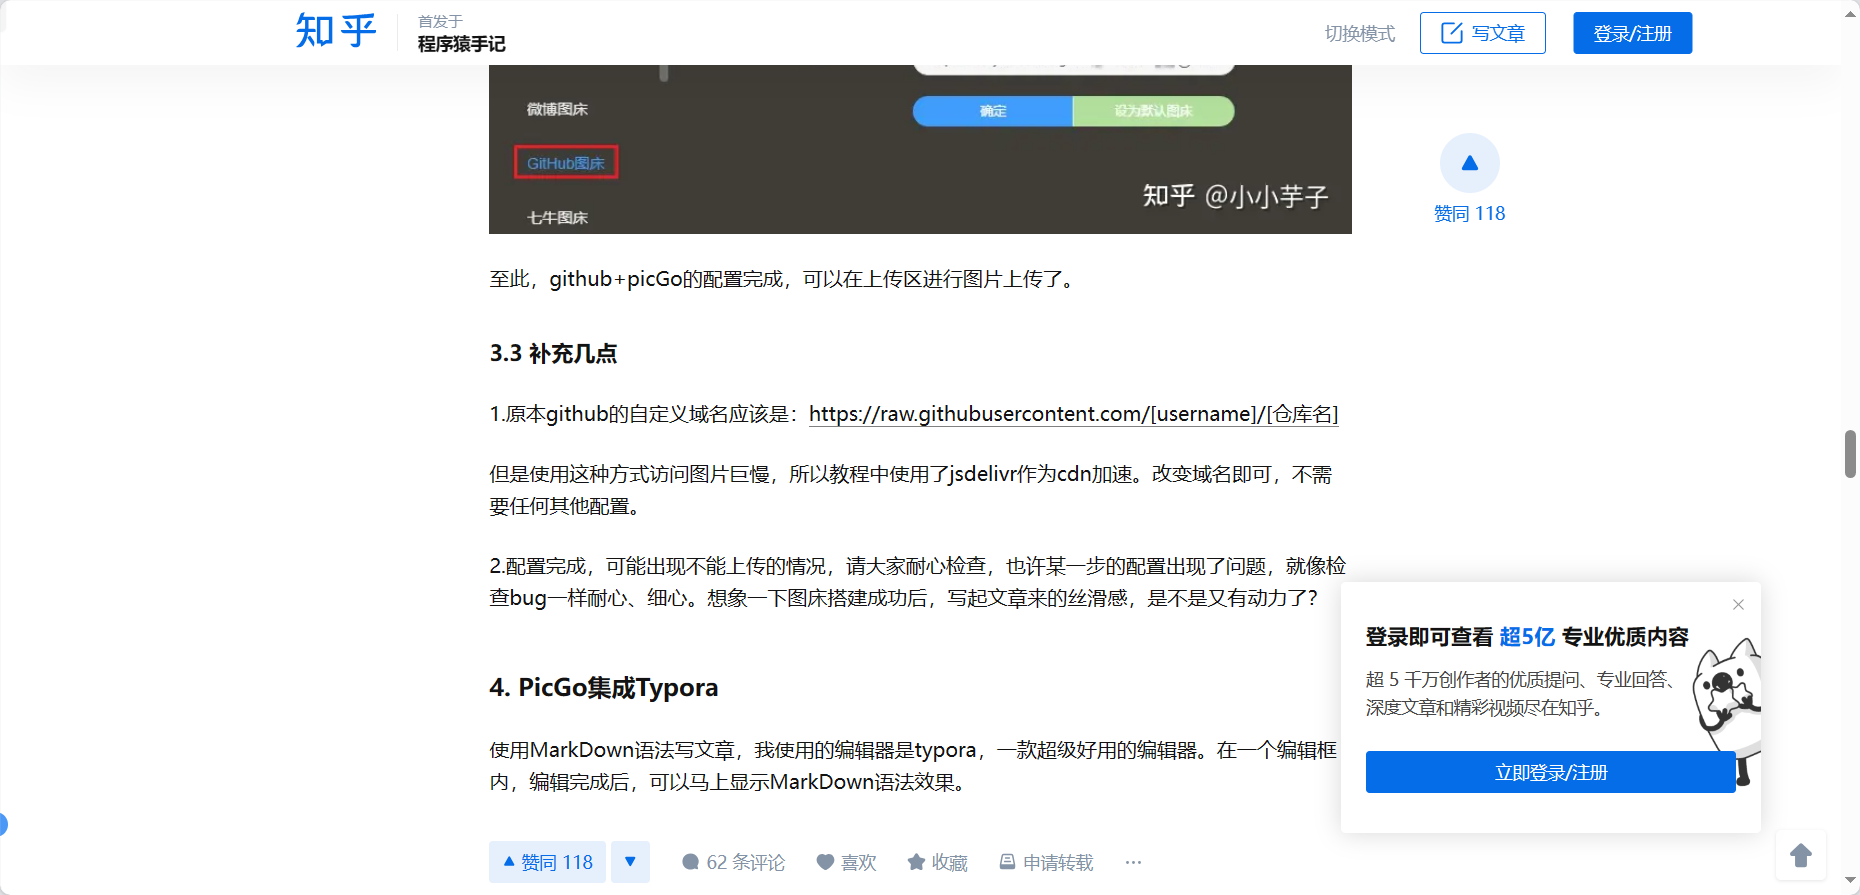 知乎
首发于
程序猿手记
切换模式
写文章
登录/注册
微博图床
确定
设为默认图床
GitHub图床
知乎 @小小芋子
七牛图床
赞同 118
至此，github+picGo的配置完成，可以在上传区进行图片上传了。
3.3 补充几点
1.原本github的自定义域名应该是：https://raw.githubusercontent.com/[username]/[仓库名]
但是使用这种方式访问图片巨慢，所以教程中使用了jsdelivr作为cdn加速。改变域名即可，不需
要任何其他配置。
2.配置完成，可能出现不能上传的情况，请大家耐心检查，也许某一步的配置出现了问题，就像检
查bug一样耐心、细心。想象一下图床搭建成功后，写起文章来的丝滑感，是不是又有动力了？
4. PicGo集成Typora
使用MarkDown语法写文章，我使用的编辑器是typora，一款超级好用的编辑器。在一个编辑框
内，编辑完成后，可以马上显示MarkDown语法效果。
登录即可查看 超5亿 专业优质内容
超 5 千万创作者的优质提问、专业回答、
深度文章和精彩视频尽在知乎。
立即登录/注册
赞同 118
62 条评论
喜欢
收藏
申请转载